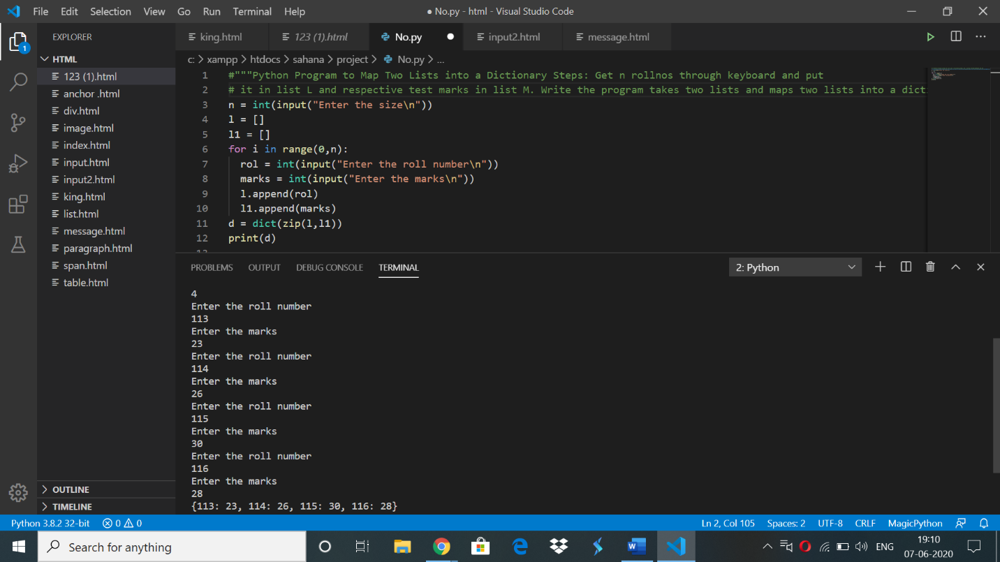 File Edit Selection View Go Run Terminal Help
● No.py - html - Visual Studio Code
EXPLORER
HTML
123 (1).html
anchor .html
div.html
image.html
index.html
input.html
input2.html
king.html
list.html
message.html
paragraph.html
span.html
table.html
OUTLINE
TIMELINE
1
king.html 123 (1).html No.py input2.html message.html
c: > xampp > htdocs > sahana > project > No.py > ...
1 #"""Python Program to Map Two Lists into a Dictionary Steps: Get n rollnos through keyboard and put
2 # it in list L and respective test marks in list M. Write the program takes two lists and maps two lists into a dict
3 n = int(input("Enter the size\n"))
4 l = []
5 l1 = []
6 for i in range(0,n):
7 rol = int(input("Enter the roll number\n"))
8 marks = int(input("Enter the marks\n"))
9 l.append(rol)
10 l1.append(marks)
11 d = dict(zip(l,l1))
12 print(d)
PROBLEMS OUTPUT DEBUG CONSOLE TERMINAL 2: Python
4
Enter the roll number
113
Enter the marks
23
Enter the roll number
114
Enter the marks
26
Enter the roll number
115
Enter the marks
30
Enter the roll number
116
Enter the marks
28
{113: 23, 114: 26, 115: 30, 116: 28}
Python 3.8.2 32-bit 0 0 Ln 2, Col 105 Spaces: 2 UTF-8 CRLF MagicPython
Search for anything
ENG
19:10
07-06-2020